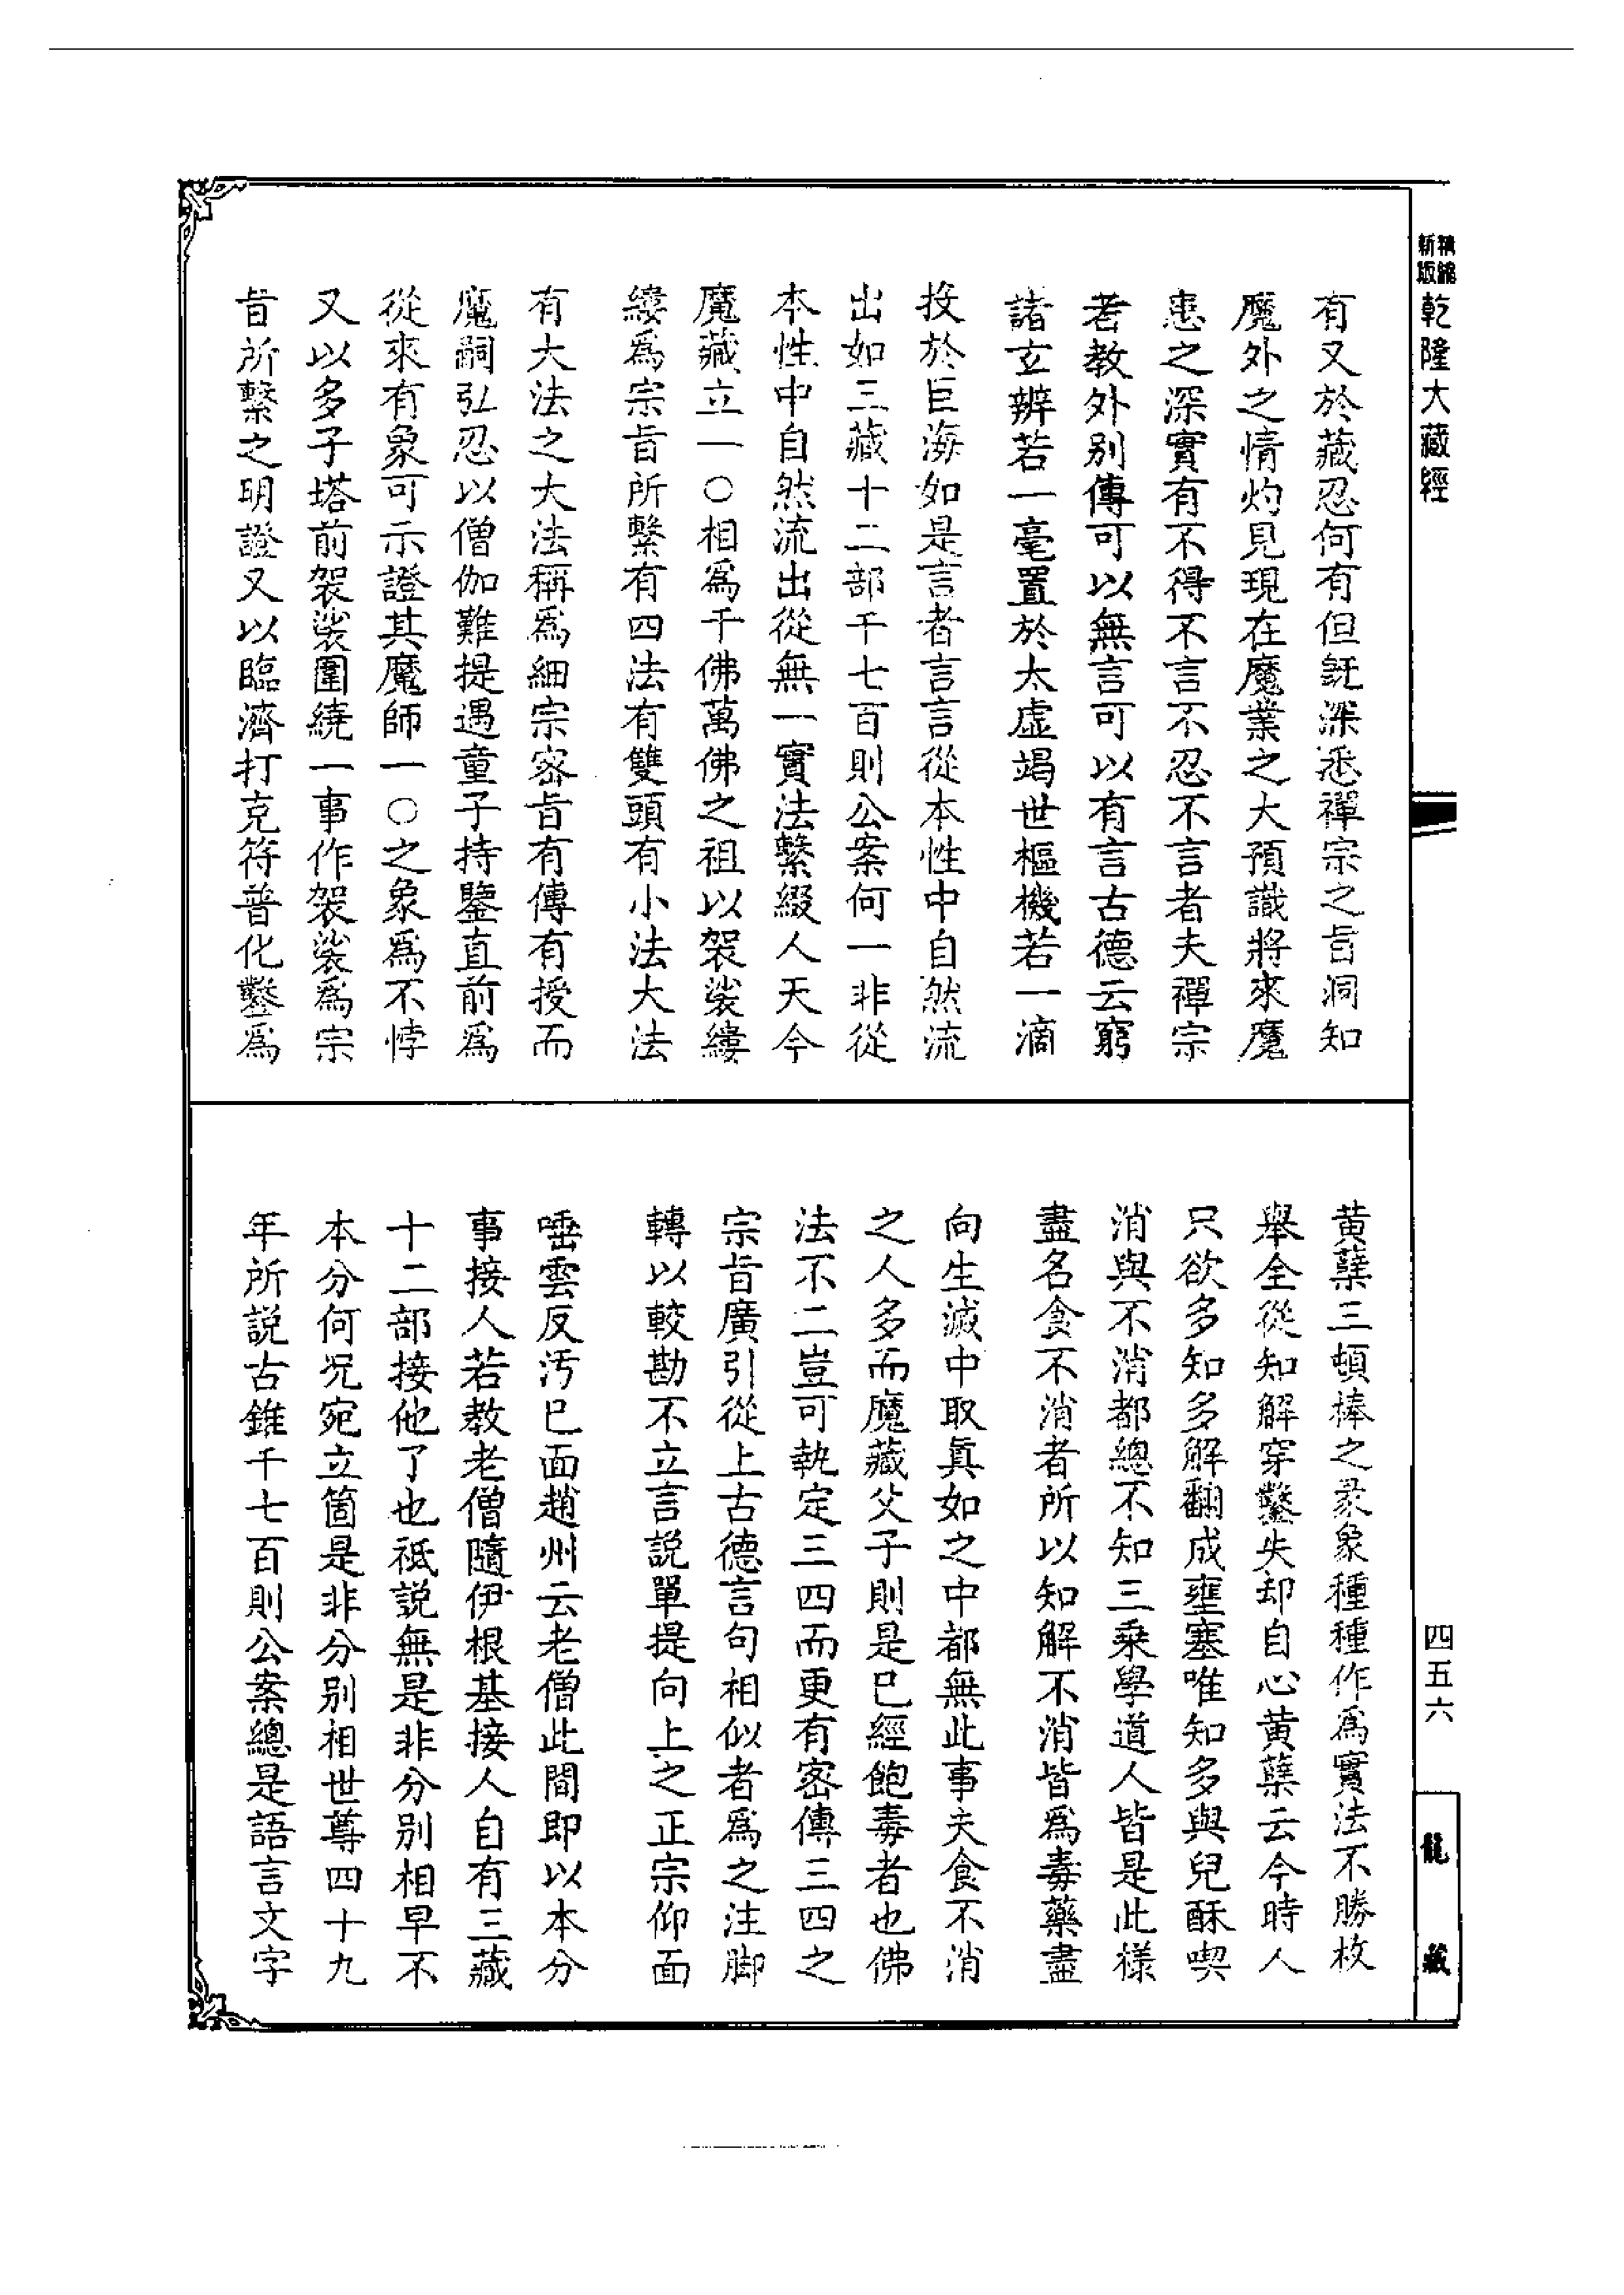 精編
新版
乾隆大藏經
有又於藏忍何有但既深悉禪宗之旨洞知
魔外之情灼見現在魔業之大預識將來魔
患之深實有不得不言不忍不言者夫禪宗
者教外別傳可以無言可以有言古德云窮
諸玄辨若一毫置於太虛竭世樞機若一滴
投於巨海如是言者言言從本性中自然流
出如三藏十二部千七百則公案何一非從
本性中自然流出從無一實法繫綴人天今
魔藏立一〇相爲千佛萬佛之祖以袈裟縷
縷爲宗旨所繫有四法有雙頭有小法大法
有大法之大法稱爲細宗密旨有傳有授而
魔嗣弘忍以僧伽難提遇童子持鑒直前爲
從來有象可示證其魔師一〇之象爲不悖
又以多子塔前袈裟圍繞一事作袈裟爲宗
旨所繫之明證又以臨濟打克符普化鑿爲
黃蘗三頓棒之彖象種種作爲實法不勝枚
舉全從知解穿鑿失却自心黃蘗云今時人
只欲多知多解翻成壅塞唯知多與兒酥喫
消與不消都總不知三乘學道人皆是此樣
盡名食不消者所以知解不消皆爲毒藥盡
向生滅中取眞如之中都無此事夫食不消
之人多而魔藏父子則是已經飽毒者也佛
法不二豈可執定三四而更有密傳三四之
宗旨廣引從上古德言句相似者爲之注脚
轉以較勘不立言說單提向上之正宗仰面
唾雲反汚已面趙州云老僧此間即以本分
事接人若教老僧隨伊根基接人自有三藏
十二部接他了也祇說無是非分別相早不
本分何况宛立箇是非分別相世尊四十九
年所說古錐千七百則公案總是語言文字
四五六
龍藏